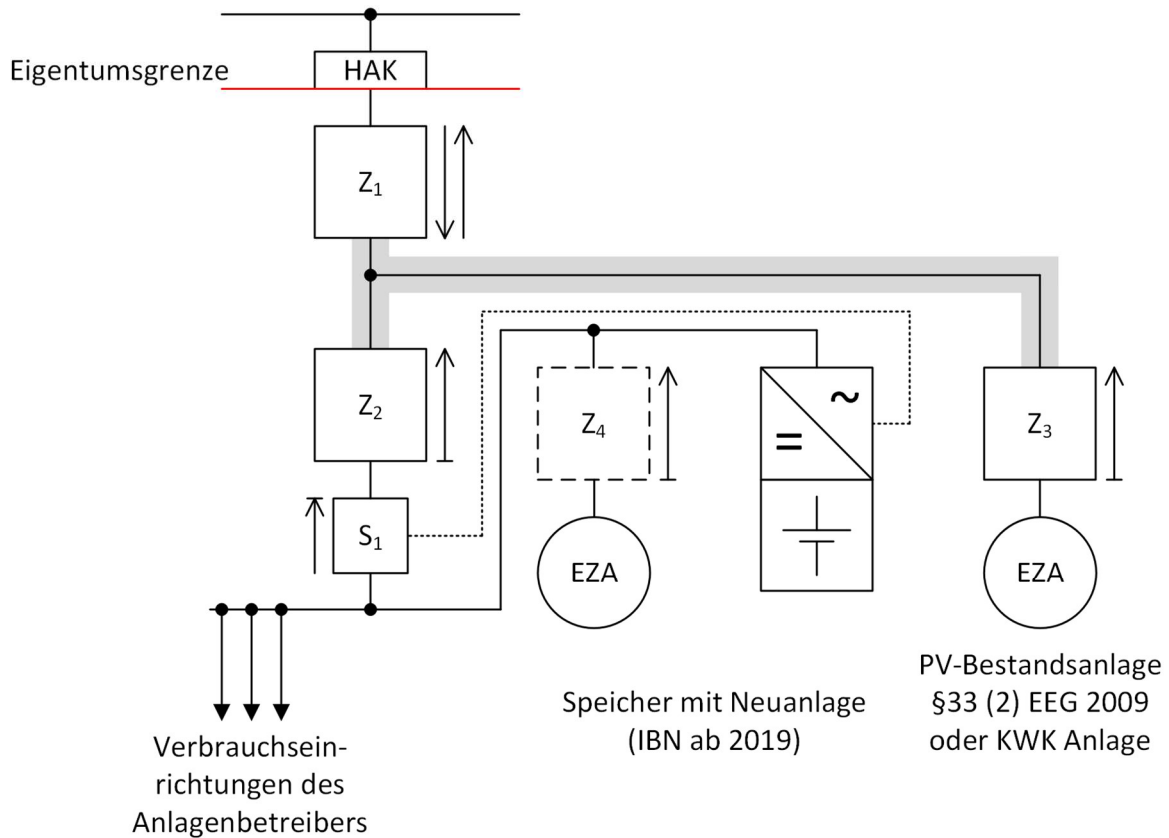 Eigentumsgrenze
HAK
Z₁
Z₂
Z₄
~
=
Z₃
S₁
EZA
EZA
Verbrauchsein-
richtungen des
Anlagenbetreibers
Speicher mit Neuanlage
(IBN ab 2019)
PV-Bestandsanlage
§33 (2) EEG 2009
oder KWK Anlage